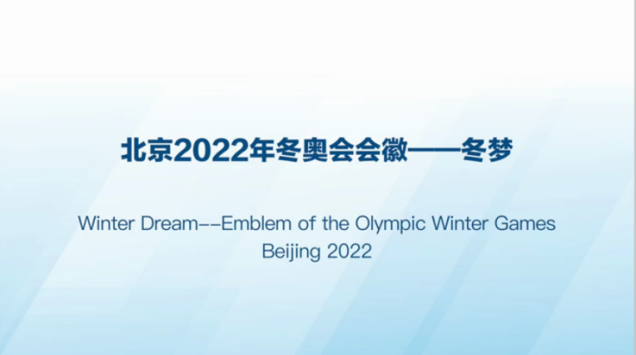 北京2022年冬奥会会徽——冬梦
Winter Dream--Emblem of the Olympic Winter Games
Beijing 2022